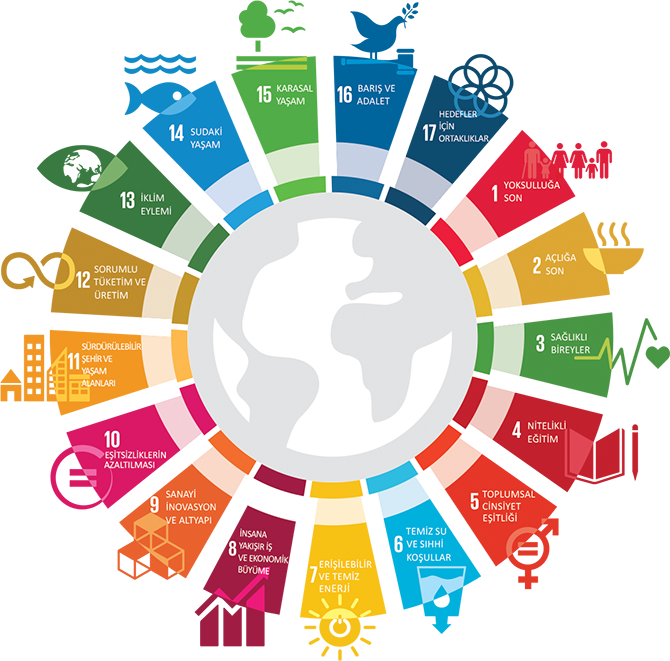 1 YOKSULLUĞA
SON
2 AÇLIĞA
SON
3 SAĞLIKLI
BİREYLER
4 NİTELİKLİ
EĞİTİM
5 TOPLUMSAL
CİNSİYET
EŞİTLİĞİ
6 TEMİZ SU
VE SIHHİ
KOŞULLAR
7 ERİŞİLEBİLİR
VE TEMİZ
ENERJİ
8 İNSANA
YAKIŞIR İŞ
VE EKONOMİK
BÜYÜME
9 SANAYİ
İNOVASYON
VE ALTYAPI
10
EŞİTSİZLİKLERİN
AZALTILMASI
11 SÜRDÜRÜLEBİLİR
ŞEHİR VE
YAŞAM
ALANLARI
12 SORUMLU
TÜKETİM VE
ÜRETİM
13 İKLİM
EYLEMİ
14 SUDAKİ
YAŞAM
15 KARASAL
YAŞAM
16 BARIŞ VE
ADALET
17 HEDEFLER
İÇİN
ORTAKLIKLAR